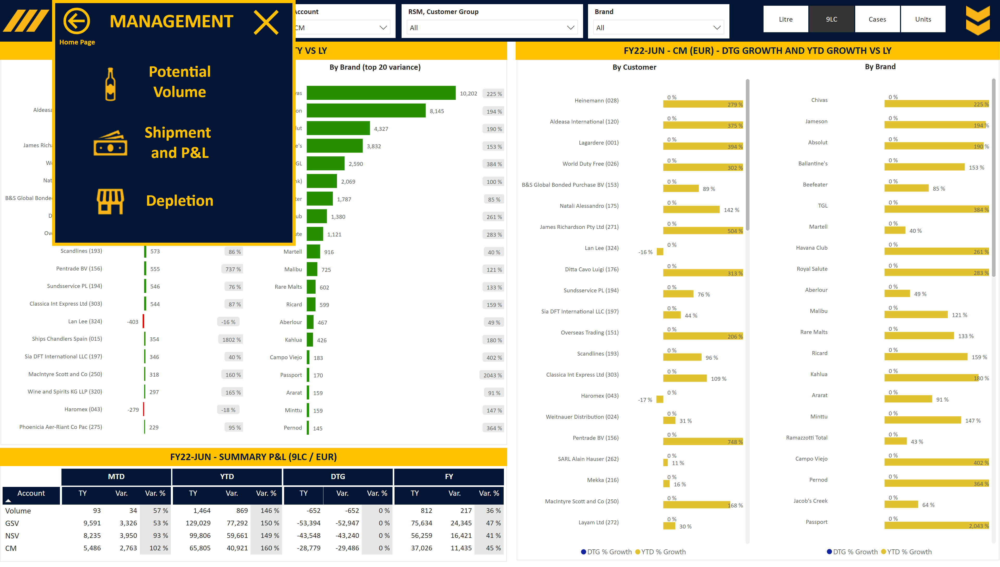 MANAGEMENT
Home Page
Potential
Volume
Shipment
and P&L
Depletion
Account
CM
RSM, Customer Group
All
Brand
All
Litre
9LC
Cases
Units
TY VS LY
By Brand (top 20 variance)
10,202 225 %
8,145 194 %
4,327 190 %
3,832 153 %
2,590 384 %
2,069 100 %
1,787 85 %
1,380 261 %
1,121 283 %
Aldeasa
James Richa
B&S Global Bonded
Scandlines (193) 573 86 %
Pentrade BV (156) 555 737 %
Sundsservice PL (194) 546 76 %
Classica Int Express Ltd (303) 544 87 %
Lan Lee (324) -403 -16 %
Ships Chandlers Spain (015) 354 1802 %
Sia DFT International LLC (197) 346 40 %
MacIntyre Scott and Co (250) 318 160 %
Wine and Spirits KG LLP (320) 297 165 %
Haromex (043) -279 -18 %
Phoenicia Aer-Riant Co Pac (275) 229 95 %
Martell 916 40 %
Malibu 725 121 %
Rare Malts 602 133 %
Ricard 599 159 %
Aberlour 467 49 %
Kahlua 426 180 %
Campo Viejo 183 402 %
Passport 170 2043 %
Ararat 159 91 %
Minttu 159 147 %
Pernod 145 364 %
FY22-JUN - SUMMARY P&L (9LC / EUR)
MTD YTD DTG FY
Account TY Var. Var. % TY Var. Var. % TY Var. Var. % TY Var. Var. %
Volume 93 34 57 % 1,464 869 146 % -652 -652 0 % 812 217 36 %
GSV 9,591 3,326 53 % 129,029 77,292 150 % -53,394 -52,947 0 % 75,634 24,345 47 %
NSV 8,235 3,950 93 % 99,806 59,661 149 % -43,548 -43,240 0 % 56,259 16,421 41 %
CM 5,486 2,763 102 % 65,805 40,921 160 % -28,779 -29,486 0 % 37,026 11,435 45 %
FY22-JUN - CM (EUR) - DTG GROWTH AND YTD GROWTH VS LY
By Customer
Heinemann (028) 0 % 279 %
Aldeasa International (120) 0 % 375 %
Lagardere (001) 0 % 394 %
World Duty Free (026) 0 % 302 %
B&S Global Bonded Purchase BV (153) 0 % 89 %
Natali Alessandro (175) 0 % 142 %
James Richardson Pty Ltd (271) 0 % 504 %
Lan Lee (324) 0 % -16 %
Ditta Cavo Luigi (176) 0 % 313 %
Sundsservice PL (194) 0 % 76 %
Sia DFT International LLC (197) 0 % 44 %
Overseas Trading (151) 0 % 206 %
Scandlines (193) 0 % 96 %
Classica Int Express Ltd (303) 0 % 109 %
Haromex (043) 0 % -17 %
Weitnauer Distribution (024) 0 % 31 %
Pentrade BV (156) 0 % 748 %
SARL Alain Hauser (262) 0 % 11 %
Mekka (216) 0 % 16 %
MacIntyre Scott and Co (250) 0 % 168 %
Layam Ltd (272) 0 % 30 %
DTG % Growth YTD % Growth
By Brand
Chivas 0 % 225 %
Jameson 0 % 194 %
Absolut 0 % 190 %
Ballantine's 0 % 153 %
Beefeater 0 % 85 %
TGL 0 % 384 %
Martell 0 % 40 %
Havana Club 0 % 261 %
Royal Salute 0 % 283 %
Aberlour 0 % 49 %
Malibu 0 % 121 %
Rare Malts 0 % 133 %
Ricard 0 % 159 %
Kahlua 0 % 180 %
Ararat 0 % 91 %
Minttu 0 % 147 %
Ramazzotti Total 0 % 43 %
Campo Viejo 0 % 402 %
Pernod 0 % 364 %
Jacob's Creek 0 % 64 %
Passport 0 % 2,043 %
DTG % Growth YTD % Growth